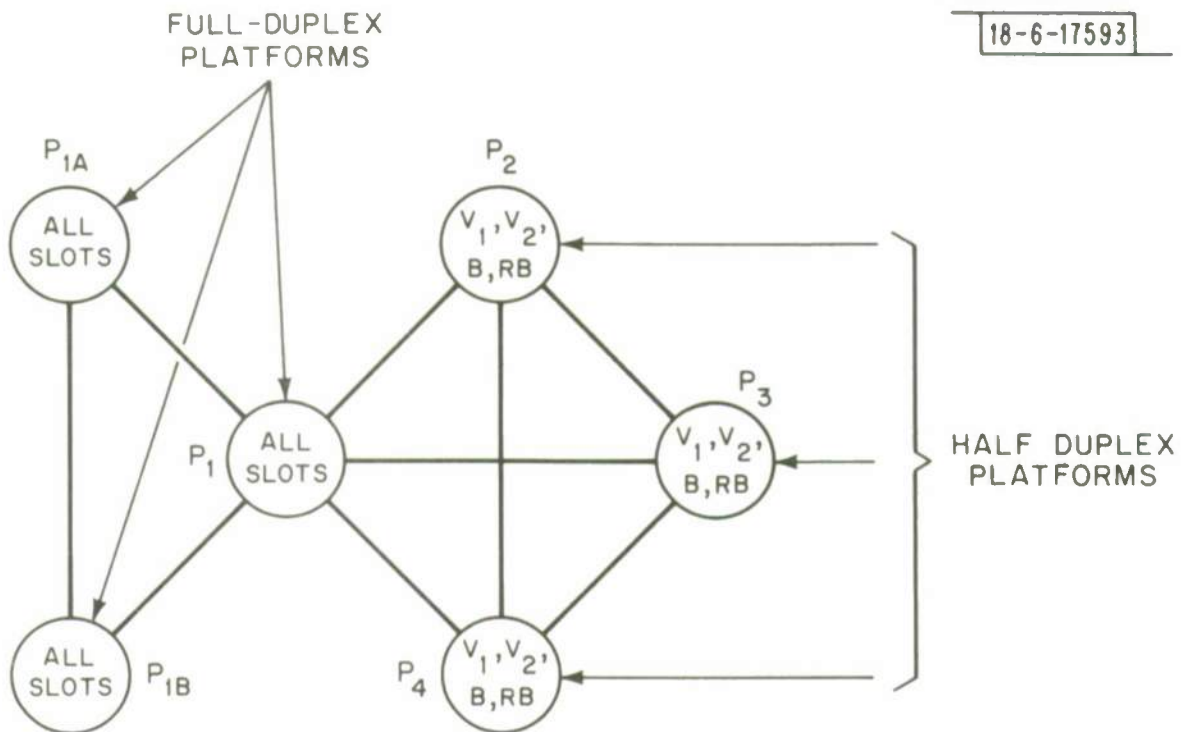 FULL-DUPLEX
PLATFORMS
18-6-17593
P1A
ALL
SLOTS
P2
V1,V2,
B,RB
P3
V1,V2,
B,RB
P1
ALL
SLOTS
HALF DUPLEX
PLATFORMS
ALL
SLOTS
P1B
P4
V1,V2,
B,RB